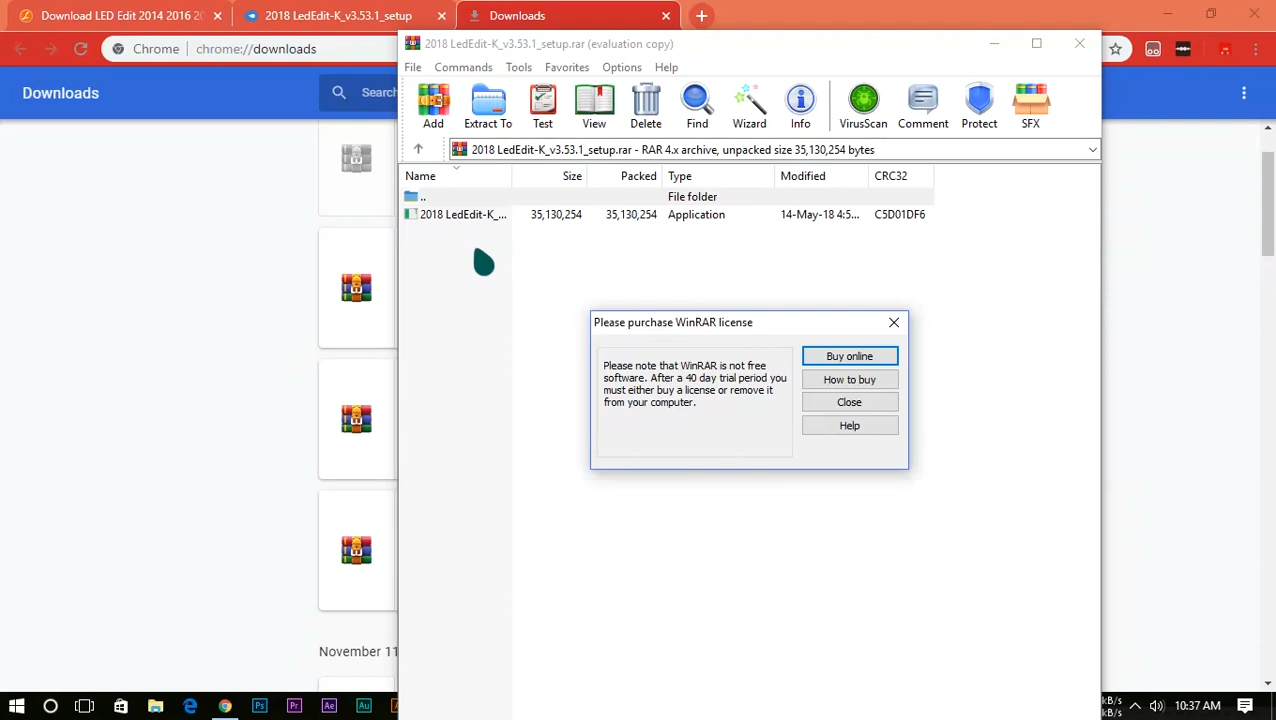 Download LED Edit 2014 2016 20
2018 LedEdit-K_v3.53.1_setup
Downloads
Chrome
chrome://downloads
Downloads
Search
November 11
2018 LedEdit-K_v3.53.1_setup.rar (evaluation copy)
File Commands Tools Favorites Options Help
Add Extract To Test View Delete Find Wizard Info VirusScan Comment Protect SFX
2018 LedEdit-K_v3.53.1_setup.rar - RAR 4.x archive, unpacked size 35,130,254 bytes
Name Size Packed Type Modified CRC32
.. File folder
2018 LedEdit-K_... 35,130,254 35,130,254 Application 14-May-18 4:5... C5D01DF6
Please purchase WinRAR license
Please note that WinRAR is not free
software. After a 40 day trial period you
must either buy a license or remove it
from your computer.
Buy online
How to buy
Close
Help
Ps Pr Ae Au
kB/s
kB/s
10:37 AM